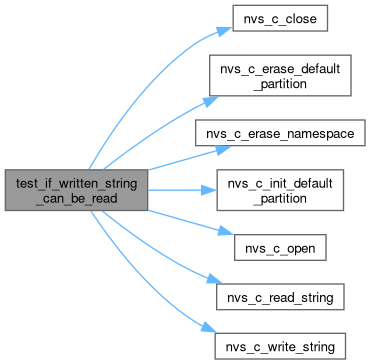 test_if_written_string
_can_be_read
nvs_c_close
nvs_c_erase_default
_partition
nvs_c_erase_namespace
nvs_c_init_default
_partition
nvs_c_open
nvs_c_read_string
nvs_c_write_string